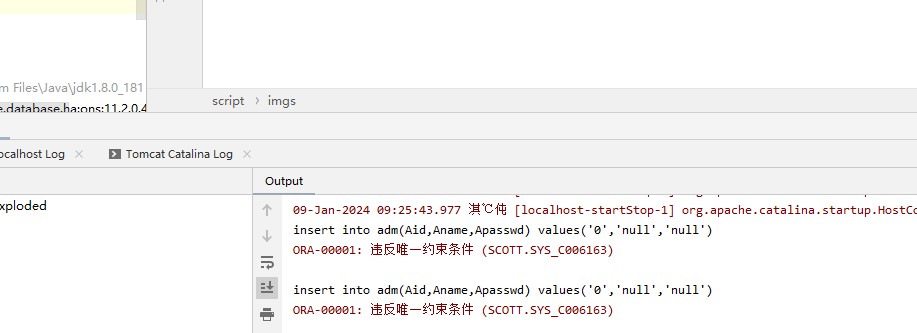 m Files\Java\jdk1.8.0_181
e.database.ha:ons:11.2.0.4
script › imgs
ocalhost Log
Tomcat Catalina Log
xploded
Output
09-Jan-2024 09:25:43.977 淇℃伅 [localhost-startStop-1] org.apache.catalina.startup.HostCo
insert into adm(Aid,Aname,Apasswd) values('0','null','null')
ORA-00001: 违反唯一约束条件 (SCOTT.SYS_C006163)
insert into adm(Aid,Aname,Apasswd) values('0','null','null')
ORA-00001: 违反唯一约束条件 (SCOTT.SYS_C006163)